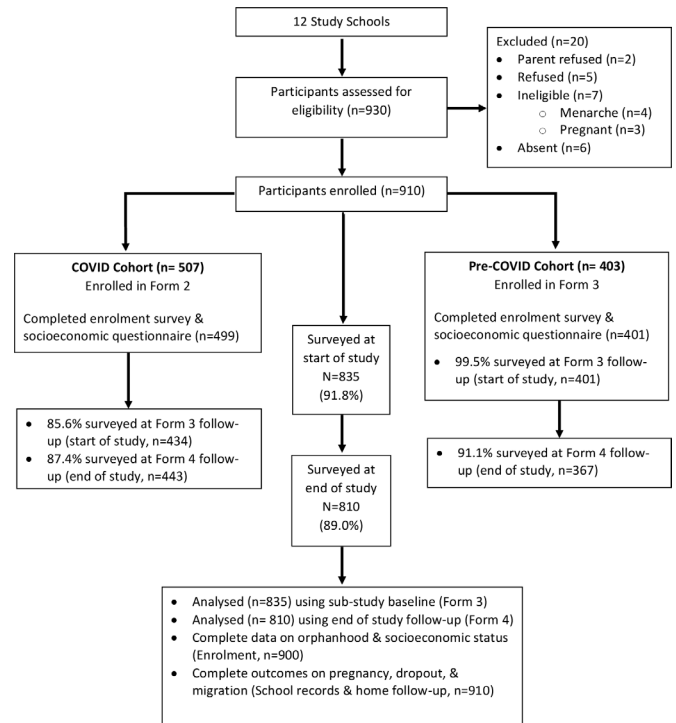 12 Study Schools
Participants assessed for
eligibility (n=930)
Excluded (n=20)
• Parent refused (n=2)
• Refused (n=5)
• Ineligible (n=7)
○ Menarche (n=4)
○ Pregnant (n=3)
• Absent (n=6)
Participants enrolled (n=910)
COVID Cohort (n= 507)
Enrolled in Form 2
Completed enrolment survey &
socioeconomic questionnaire (n=499)
Pre-COVID Cohort (n= 403)
Enrolled in Form 3
Completed enrolment survey &
socioeconomic questionnaire (n=401)
• 99.5% surveyed at Form 3 follow-
up (start of study, n=401)
Surveyed at
start of study
N=835
(91.8%)
• 85.6% surveyed at Form 3 follow-
up (start of study, n=434)
• 87.4% surveyed at Form 4 follow-
up (end of study, n=443)
• 91.1% surveyed at Form 4 follow-
up (end of study, n=367)
Surveyed at
end of study
N=810
(89.0%)
• Analysed (n=835) using sub-study baseline (Form 3)
• Analysed (n= 810) using end of study follow-up (Form 4)
• Complete data on orphanhood & socioeconomic status
(Enrolment, n=900)
• Complete outcomes on pregnancy, dropout, &
migration (School records & home follow-up, n=910)